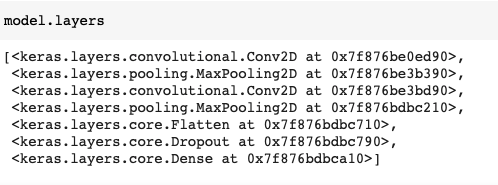 model.layers
[<keras.layers.convolutional.Conv2D at 0x7f876be0ed90>,
<keras.layers.pooling.MaxPooling2D at 0x7f876be3b390>,
<keras.layers.convolutional.Conv2D at 0x7f876be3bd90>,
<keras.layers.pooling.MaxPooling2D at 0x7f876bdbc210>,
<keras.layers.core.Flatten at 0x7f876bdbc710>,
<keras.layers.core.Dropout at 0x7f876bdbc790>,
<keras.layers.core.Dense at 0x7f876bdbca10>]